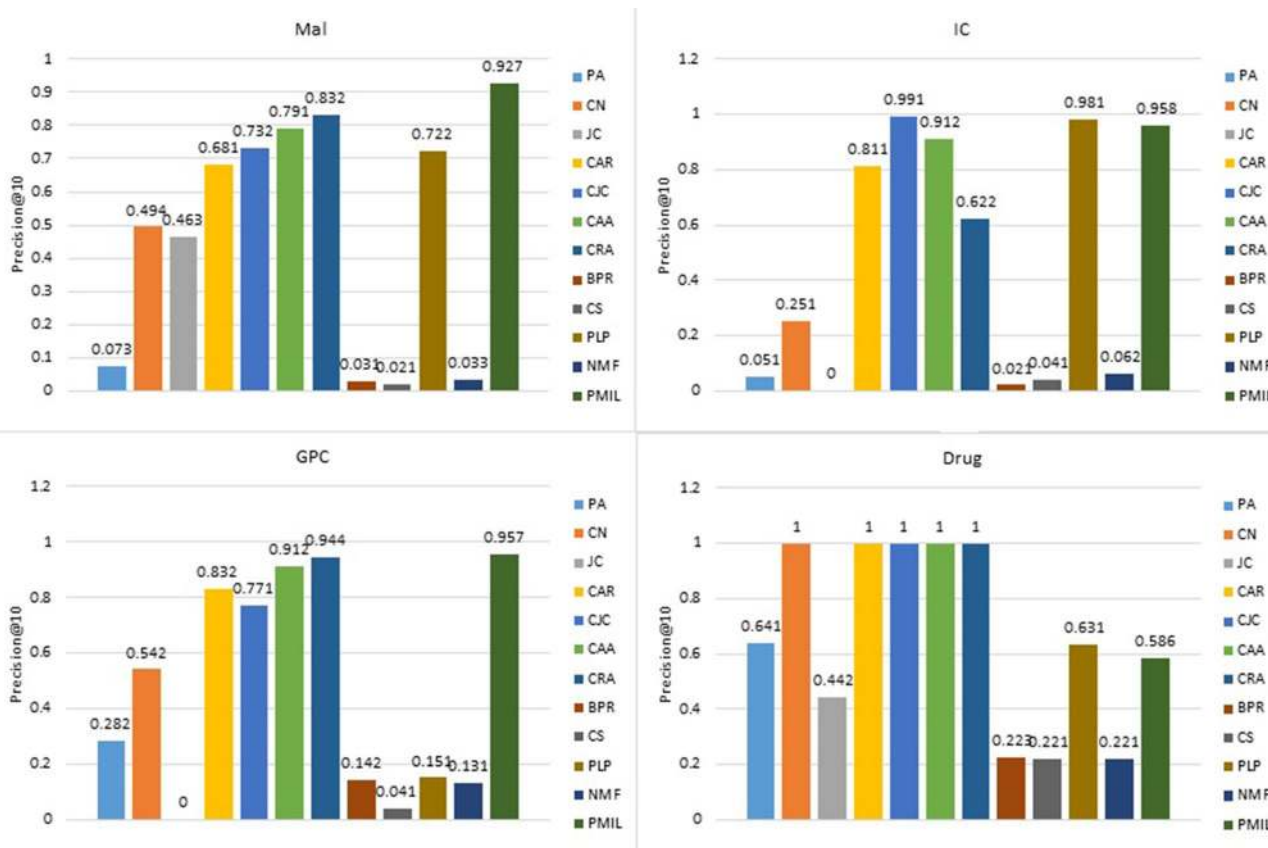 Mal
Precision@10
1
0.9
0.8
0.7
0.6
0.5
0.4
0.3
0.2
0.1
0
0.073
0.494
0.463
0.681
0.732
0.791
0.832
0.031
0.021
0.722
0.033
0.927
PA
CN
JC
CAR
CJC
CAA
CRA
BPR
CS
PLP
NMF
PMIL
IC
Precision@10
1.2
1
0.8
0.6
0.4
0.2
0
0.051
0.251
0
0.811
0.991
0.912
0.622
0.021
0.041
0.981
0.062
0.958
PA
CN
JC
CAR
CJC
CAA
CRA
BPR
CS
PLP
NMF
PMIL
GPC
Precision@10
1.2
1
0.8
0.6
0.4
0.2
0
0.282
0.542
0
0.832
0.771
0.912
0.944
0.142
0.041
0.151
0.131
0.957
PA
CN
JC
CAR
CJC
CAA
CRA
BPR
CS
PLP
NMF
PMIL
Drug
Precision@10
1.2
1
0.8
0.6
0.4
0.2
0
0.641
1
0.442
1
1
1
1
0.223
0.221
0.631
0.221
0.586
PA
CN
JC
CAR
CJC
CAA
CRA
BPR
CS
PLP
NMF
PMIL